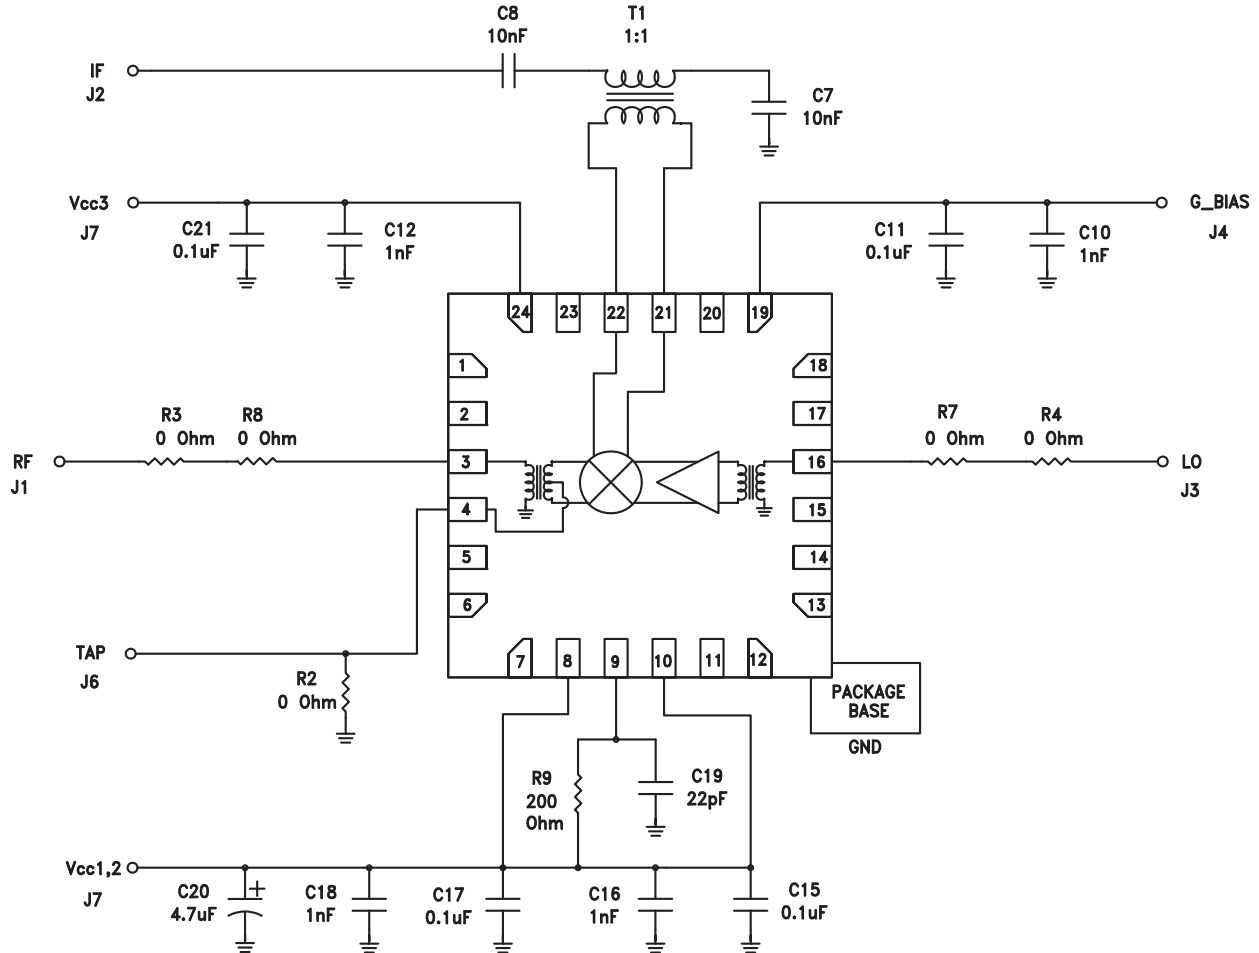 C8
10nF
T1
1:1
IF
J2
C7
10nF
Vcc3
J7
C21
0.1uF
C12
1nF
C11
0.1uF
C10
1nF
G_BIAS
J4
24
23
22
21
20
19
1
2
3
4
5
6
18
17
16
15
14
13
R3
0 Ohm
R8
0 Ohm
RF
J1
R7
0 Ohm
R4
0 Ohm
LO
J3
TAP
J6
R2
0 Ohm
7
8
9
10
11
12
PACKAGE
BASE
GND
R9
200
Ohm
C19
22pF
Vcc1,2
J7
C20
+
4.7uF
C18
1nF
C17
0.1uF
C16
1nF
C15
0.1uF